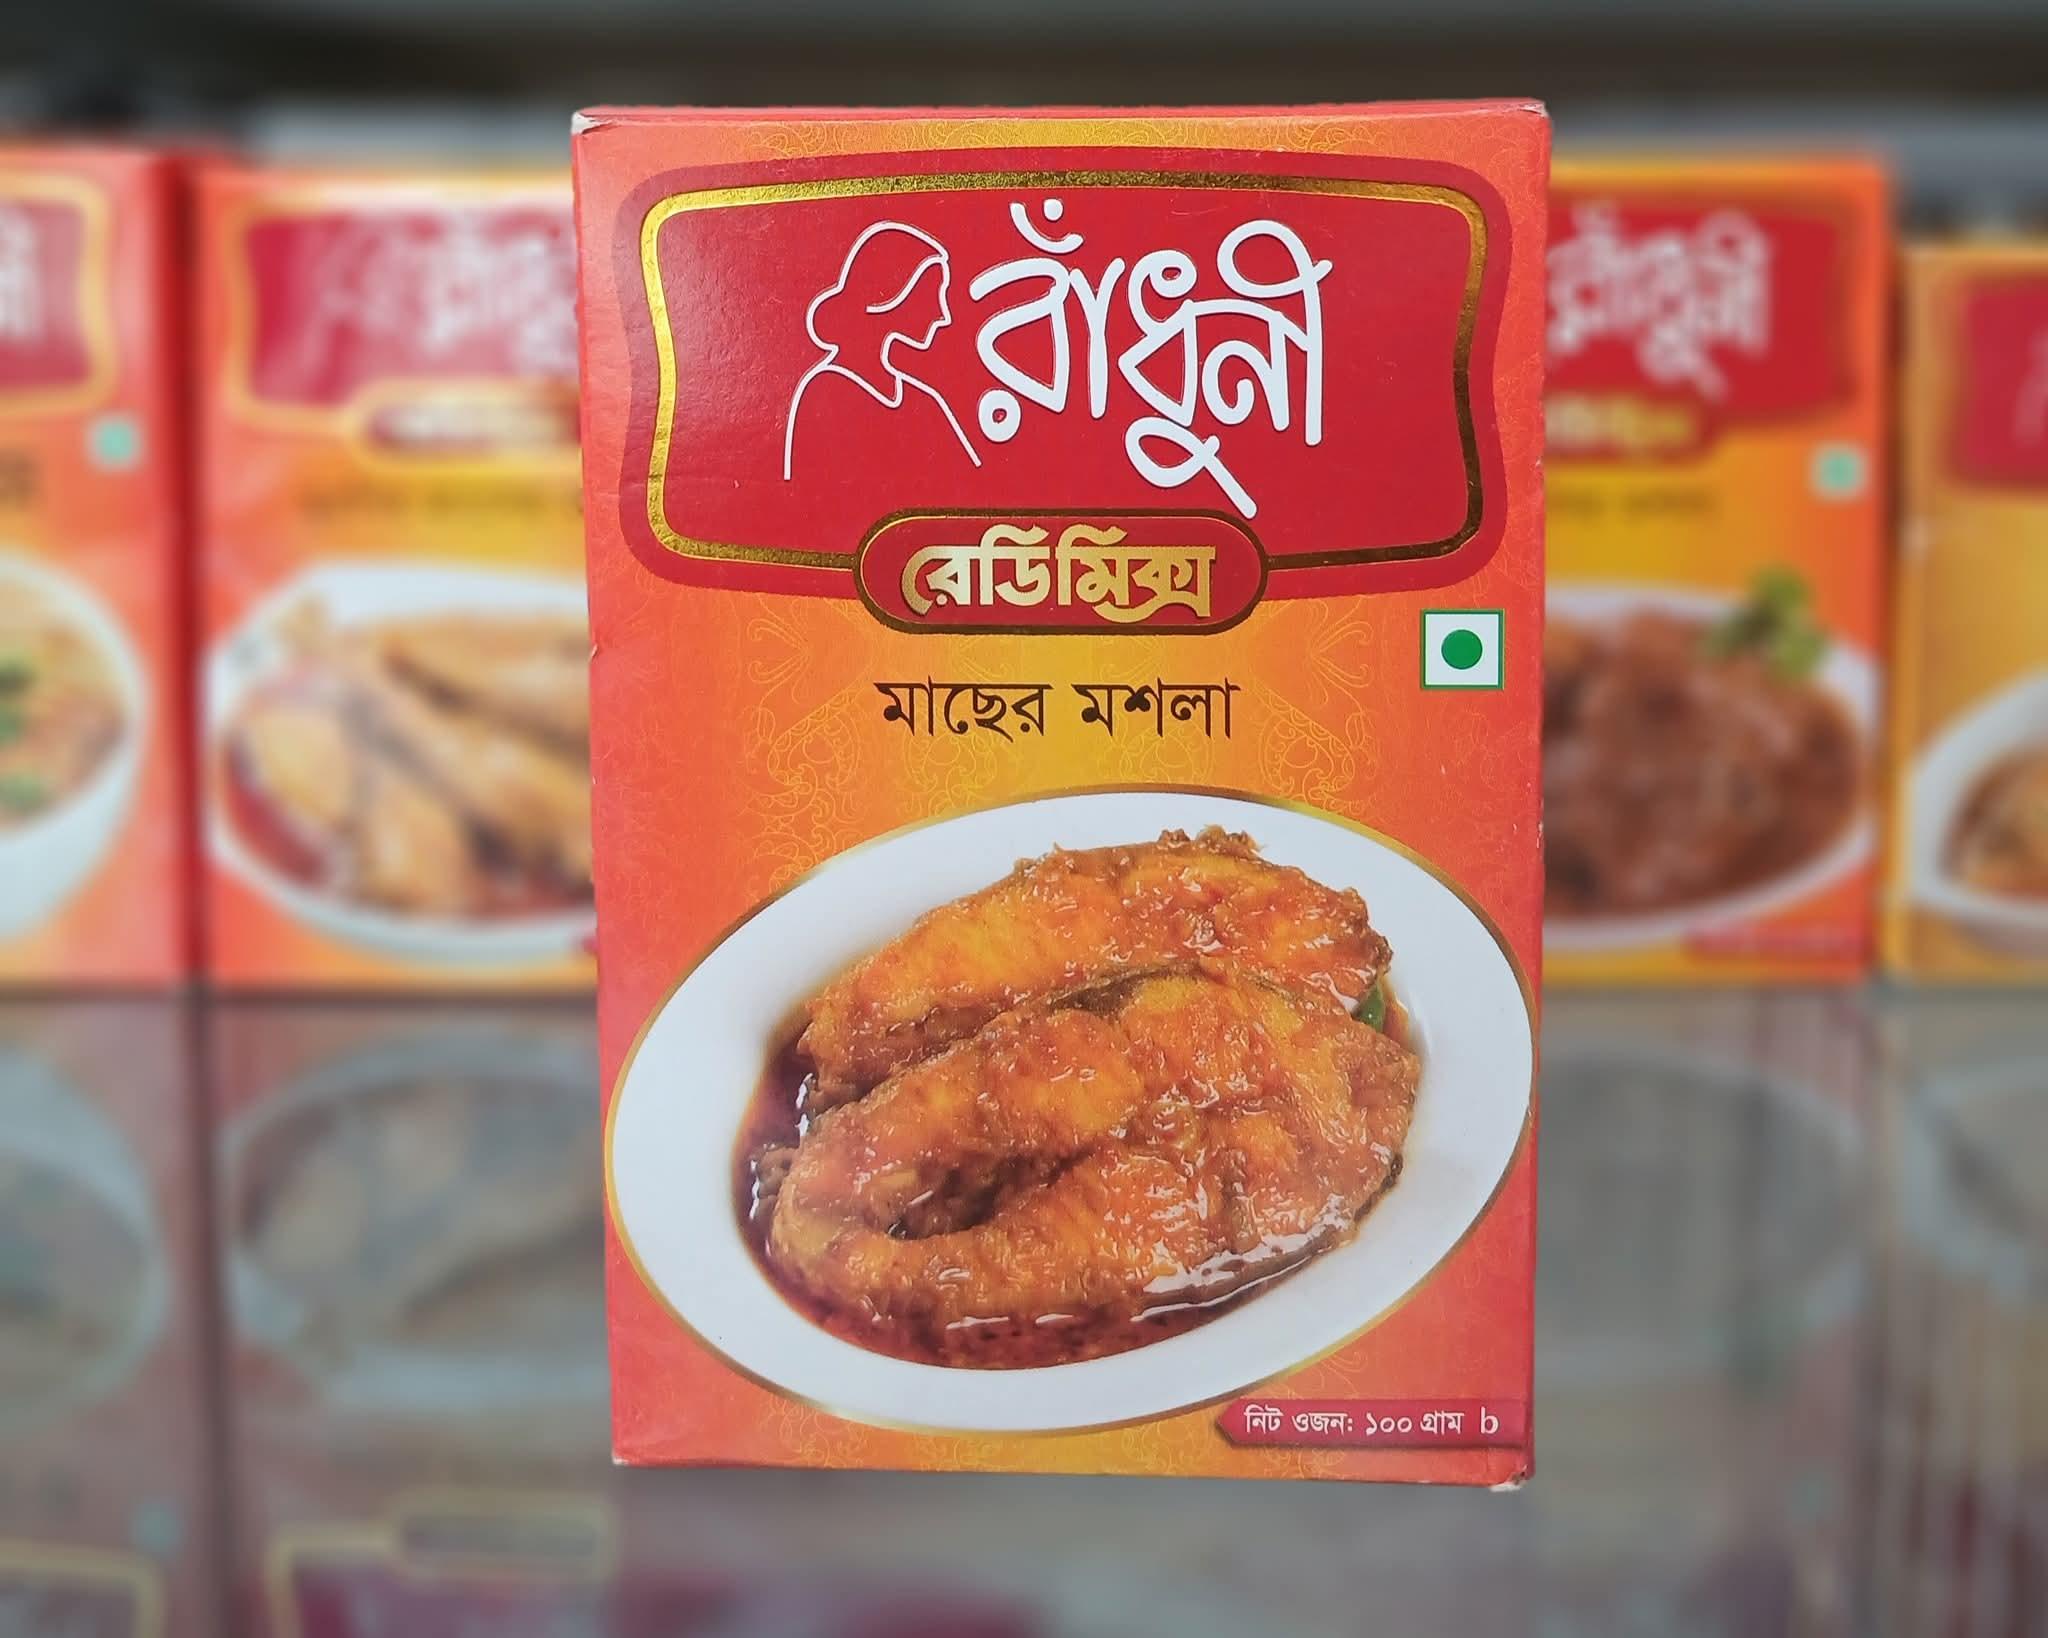 রাঁধুনী
রেডিমিক্স
মাছের মশলা
নিট ওজন: ১০০ গ্রাম b